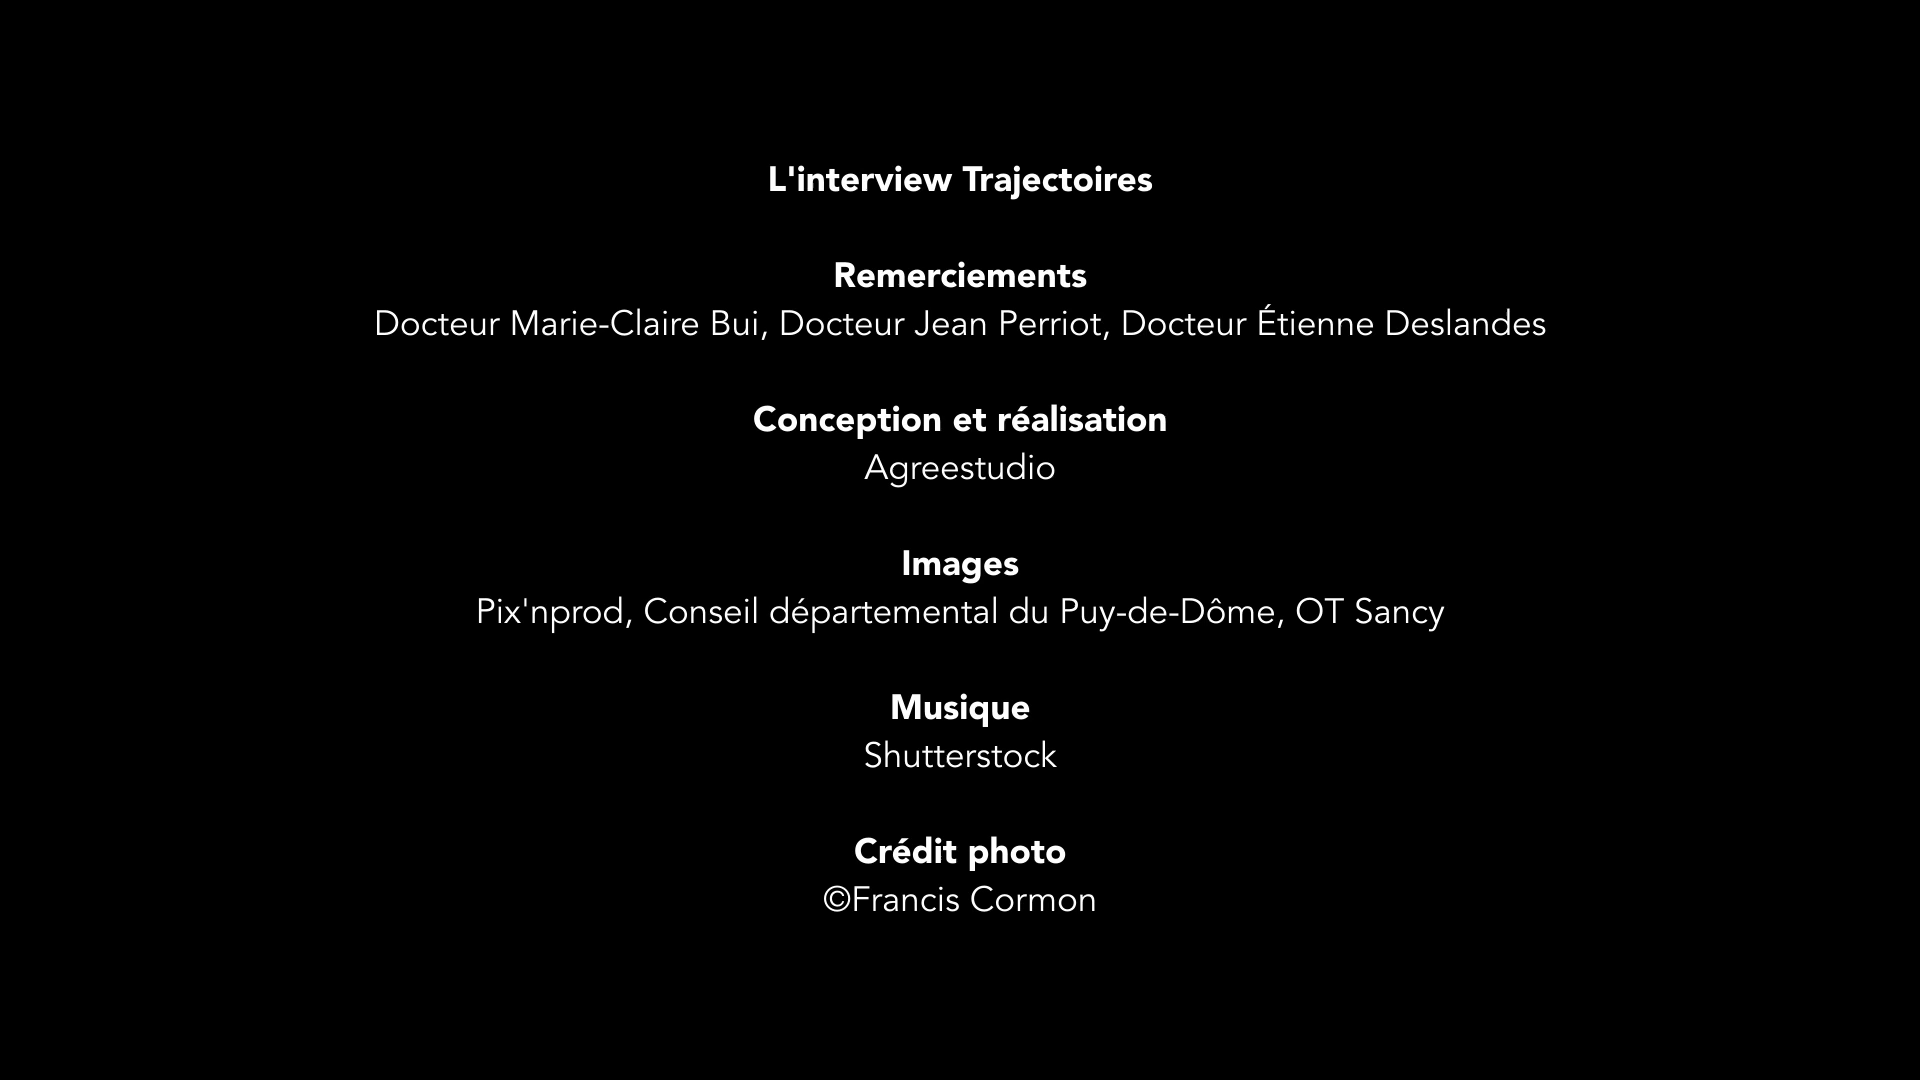 L'interview Trajectoires
Remerciements
Docteur Marie-Claire Bui, Docteur Jean Perriot, Docteur Étienne Deslandes
Conception et réalisation
Agreestudio
Images
Pix'nprod, Conseil départemental du Puy-de-Dôme, OT Sancy
Musique
Shutterstock
Crédit photo
©Francis Cormon